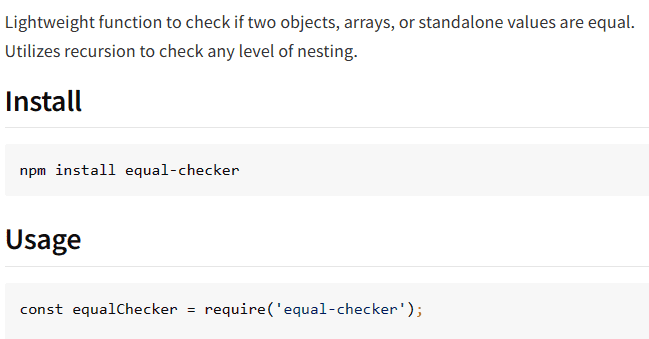 Lightweight function to check if two objects, arrays, or standalone values are equal.
Utilizes recursion to check any level of nesting.
Install
npm install equal-checker
Usage
const equalChecker = require('equal-checker');